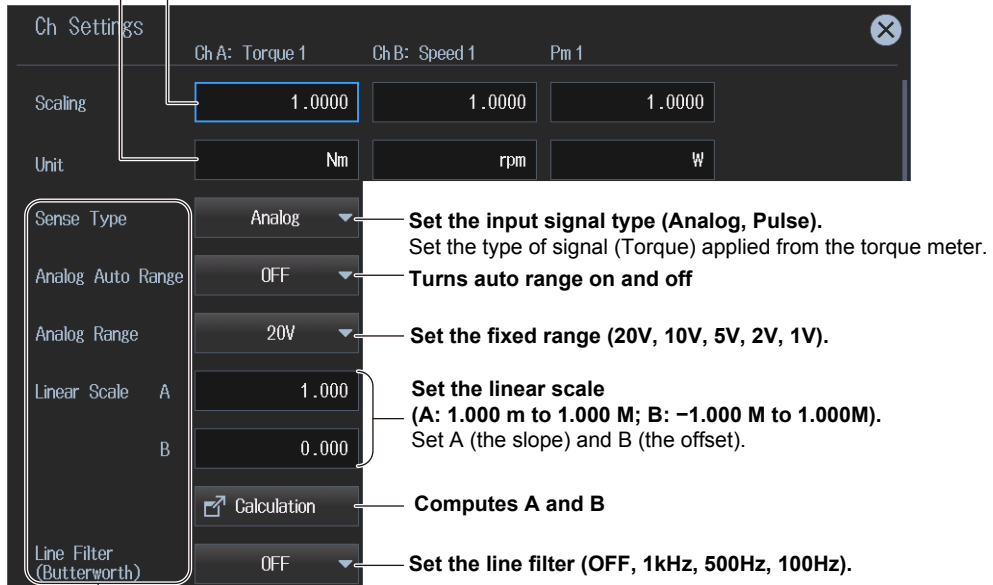 Ch Settings
Ch A: Torque 1 Ch B: Speed 1 Pm 1
Scaling 1.0000 1.0000 1.0000
Unit Nm rpm W
Sense Type Analog Set the input signal type (Analog, Pulse).
Set the type of signal (Torque) applied from the torque meter.
Analog Auto Range OFF Turns auto range on and off
Analog Range 20V Set the fixed range (20V, 10V, 5V, 2V, 1V).
Linear Scale A 1.000 Set the linear scale
(A: 1.000 m to 1.000 M; B: −1.000 M to 1.000M).
Set A (the slope) and B (the offset).
B 0.000
Calculation Computes A and B
Line Filter
(Butterworth) OFF Set the line filter (OFF, 1kHz, 500Hz, 100Hz).